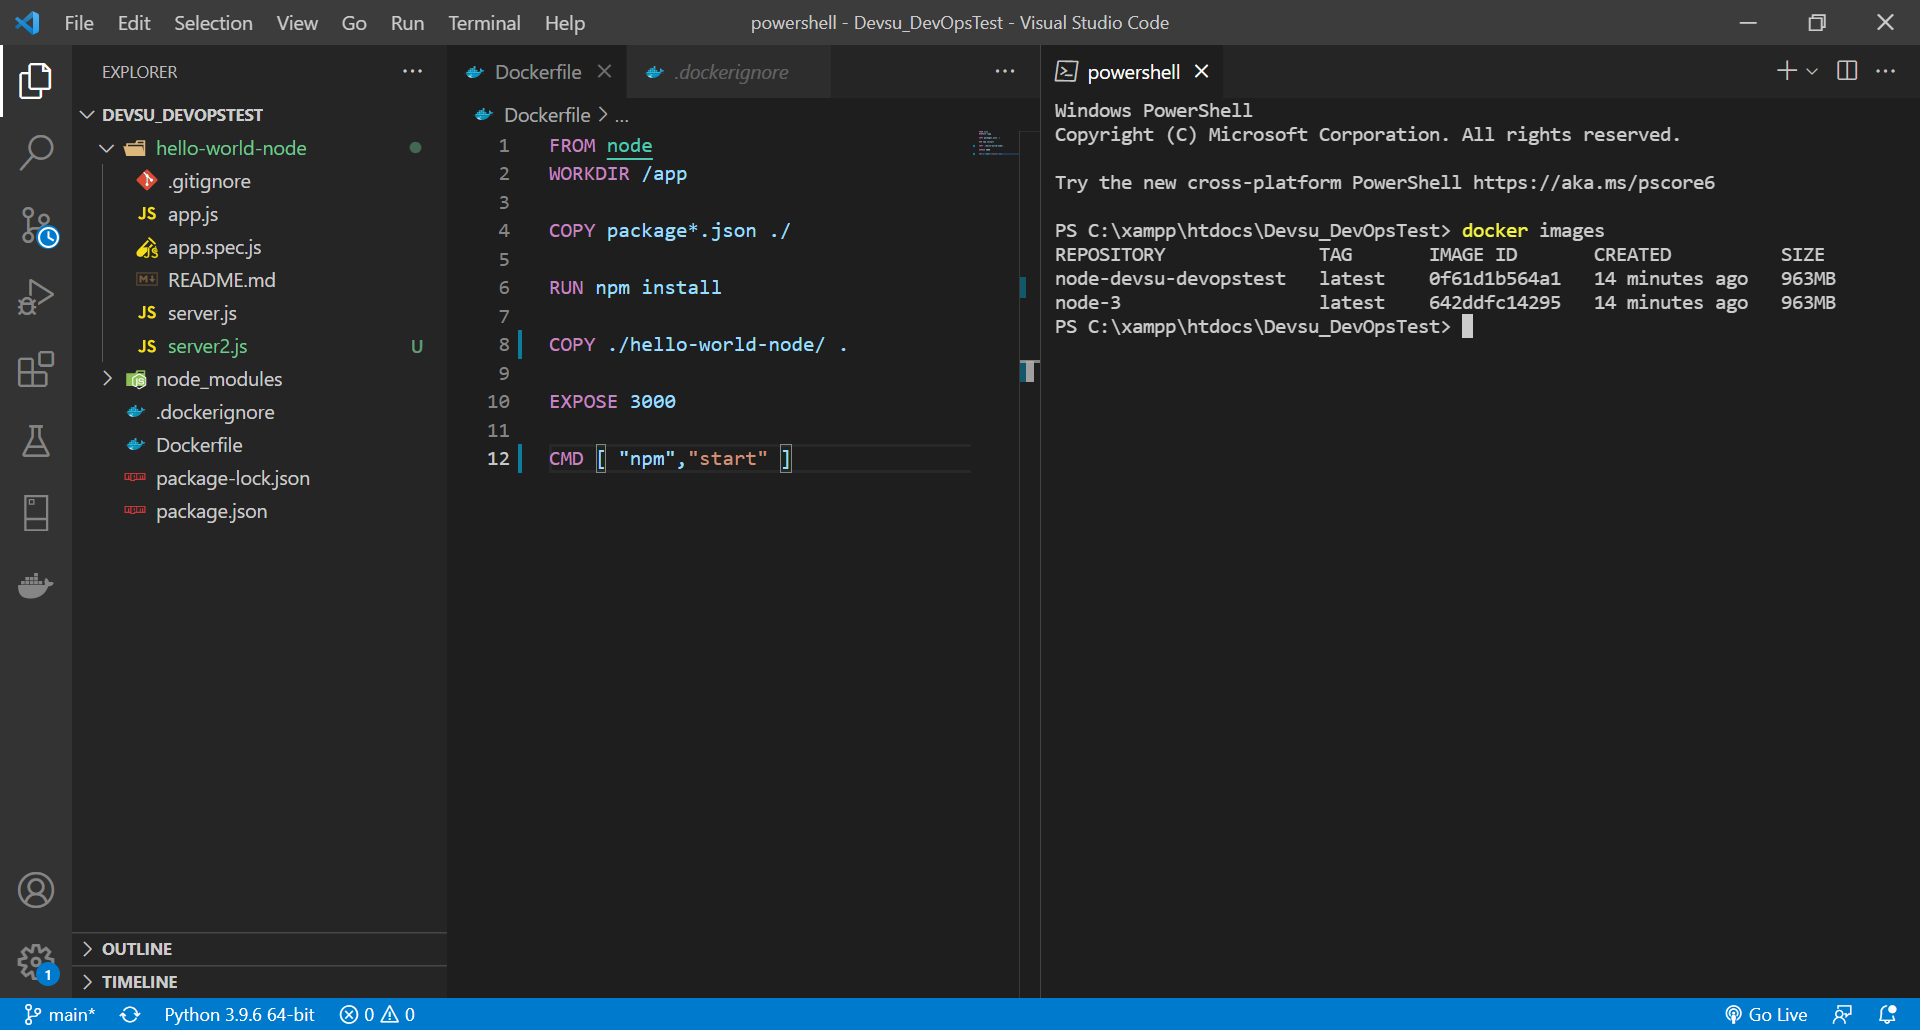 File Edit Selection View Go Run Terminal Help
powershell - Devsu_DevOpsTest - Visual Studio Code
EXPLORER
DEVSU_DEVOPSTEST
hello-world-node
.gitignore
JS app.js
app.spec.js
README.md
JS server.js
JS server2.js U
node_modules
.dockerignore
Dockerfile
package-lock.json
package.json
OUTLINE
TIMELINE
1
Dockerfile
.dockerignore
Dockerfile > ...
1 FROM node
2 WORKDIR /app
3
4 COPY package*.json ./
5
6 RUN npm install
7
8 COPY ./hello-world-node/ .
9
10 EXPOSE 3000
11
12 CMD [ "npm","start" ]
powershell
Windows PowerShell
Copyright (C) Microsoft Corporation. All rights reserved.
Try the new cross-platform PowerShell https://aka.ms/pscore6
PS C:\xampp\htdocs\Devsu_DevOpsTest> docker images
REPOSITORY TAG IMAGE ID CREATED SIZE
node-devsu-devopstest latest 0f61d1b564a1 14 minutes ago 963MB
node-3 latest 642ddfc14295 14 minutes ago 963MB
PS C:\xampp\htdocs\Devsu_DevOpsTest>
main* Python 3.9.6 64-bit 0 0 Go Live